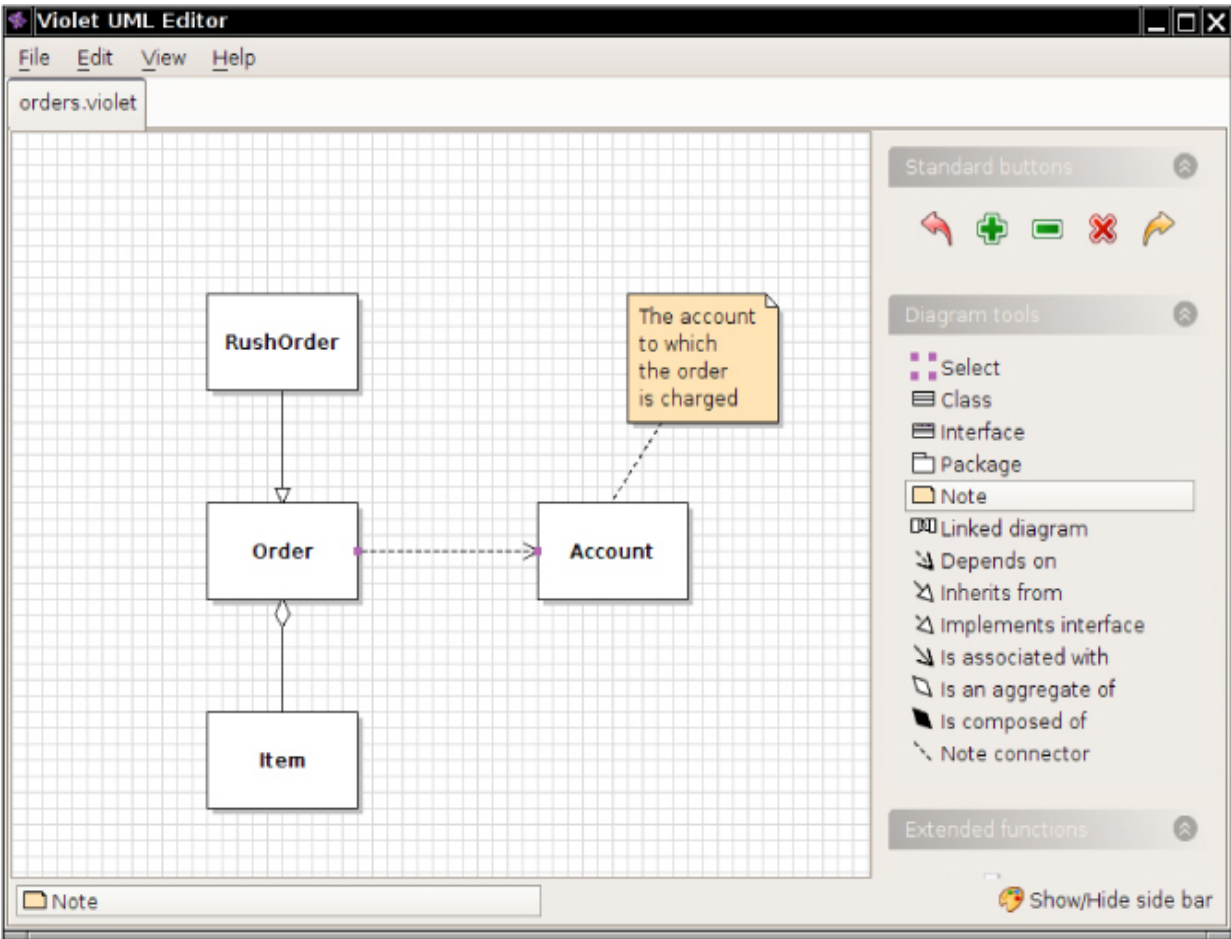 Violet UML Editor
File Edit View Help
orders.violet
RushOrder
The account
to which
the order
is charged
Order
Account
Item
Standard buttons
Diagram tools
Select
Class
Interface
Package
Note
Linked diagram
Depends on
Inherits from
Implements interface
Is associated with
Is an aggregate of
Is composed of
Note connector
Extended functions
Note
Show/Hide side bar